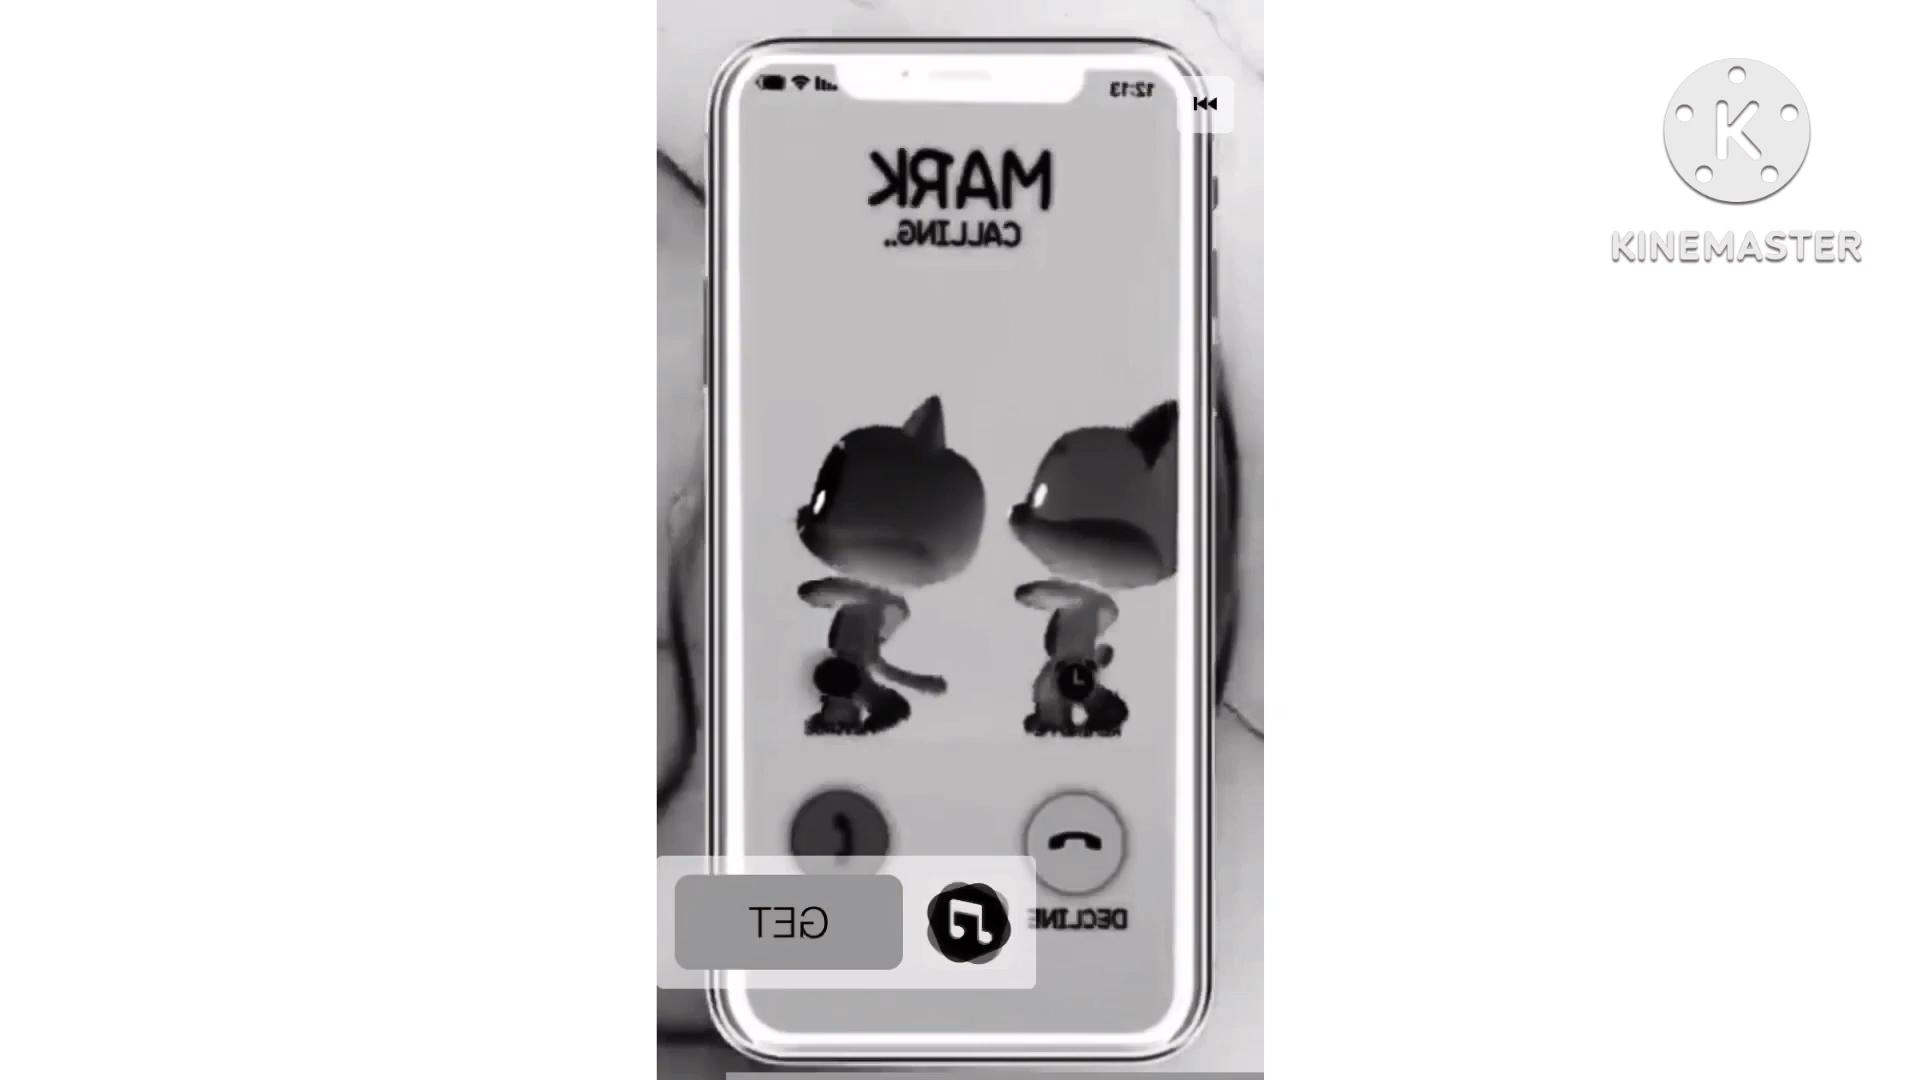 12:13
MARK
CALLING..
DECLINE
GET
K
KINEMASTER